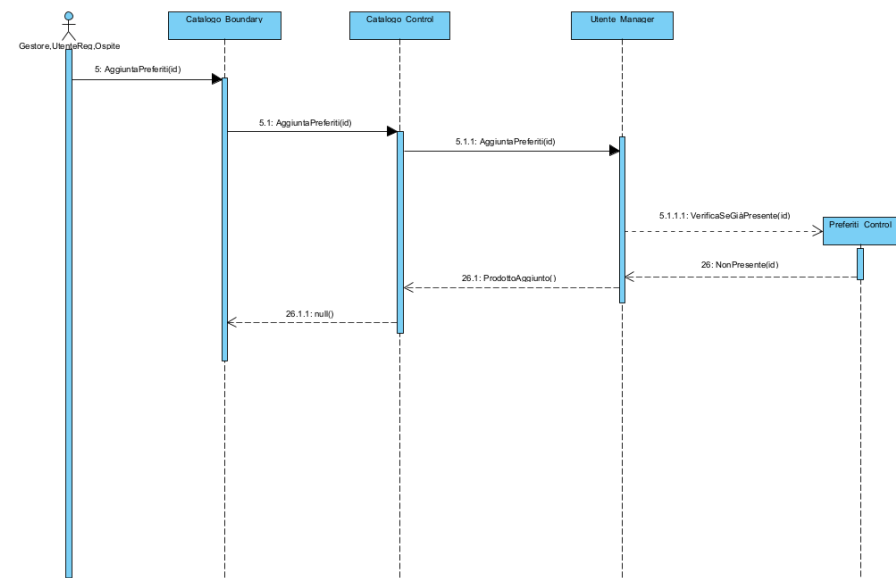 Catalogo Boundary
Catalogo Control
Utente Manager
Gestore,UtenteReg,Ospite
5: AggiuntaPreferiti(id)
5.1: AggiuntaPreferiti(id)
5.1.1: AggiuntaPreferiti(id)
5.1.1.1: VerificaSeGiàPresente(id)
Preferiti Control
26: NonPresente(id)
26.1: ProdottoAggiunto()
26.1.1: null()